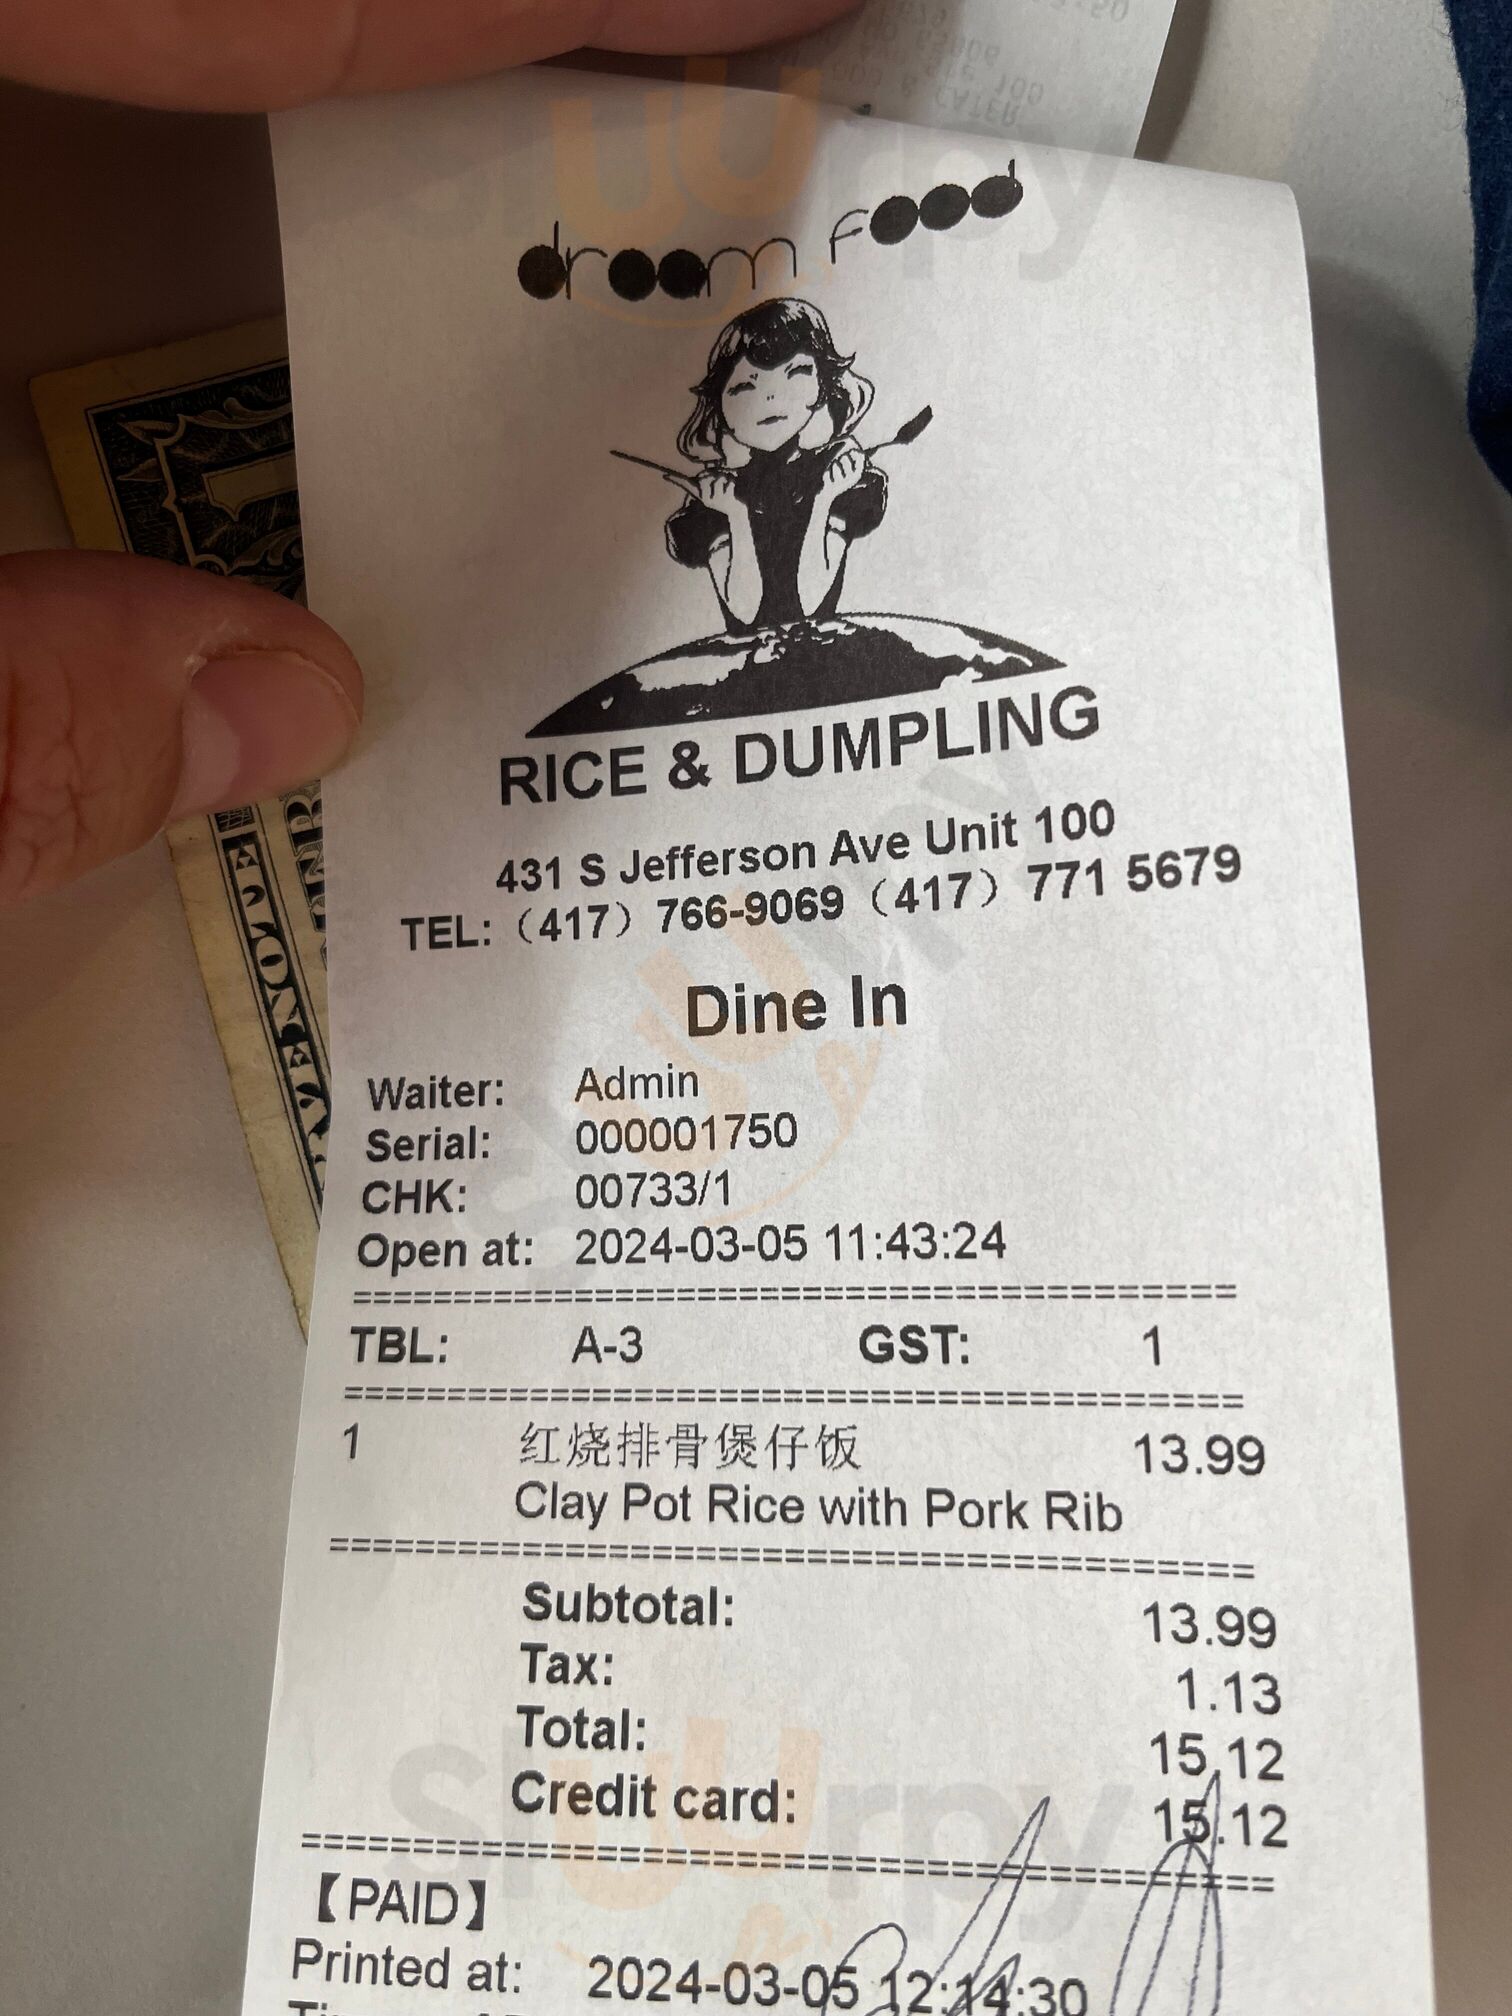 dream food
RICE & DUMPLING
431 S Jefferson Ave Unit 100
TEL:（417）766-9069（417）771 5679
Dine In
Waiter: Admin
Serial: 000001750
CHK: 00733/1
Open at: 2024-03-05 11:43:24
========================================
TBL: A-3 GST: 1
========================================
1 红烧排骨煲仔饭 13.99
Clay Pot Rice with Pork Rib
========================================
Subtotal: 13.99
Tax: 1.13
Total: 15.12
Credit card: 15.12
========================================
【PAID】
Printed at: 2024-03-05 12:14:30
sluurpy
sluurpy
sluurpy